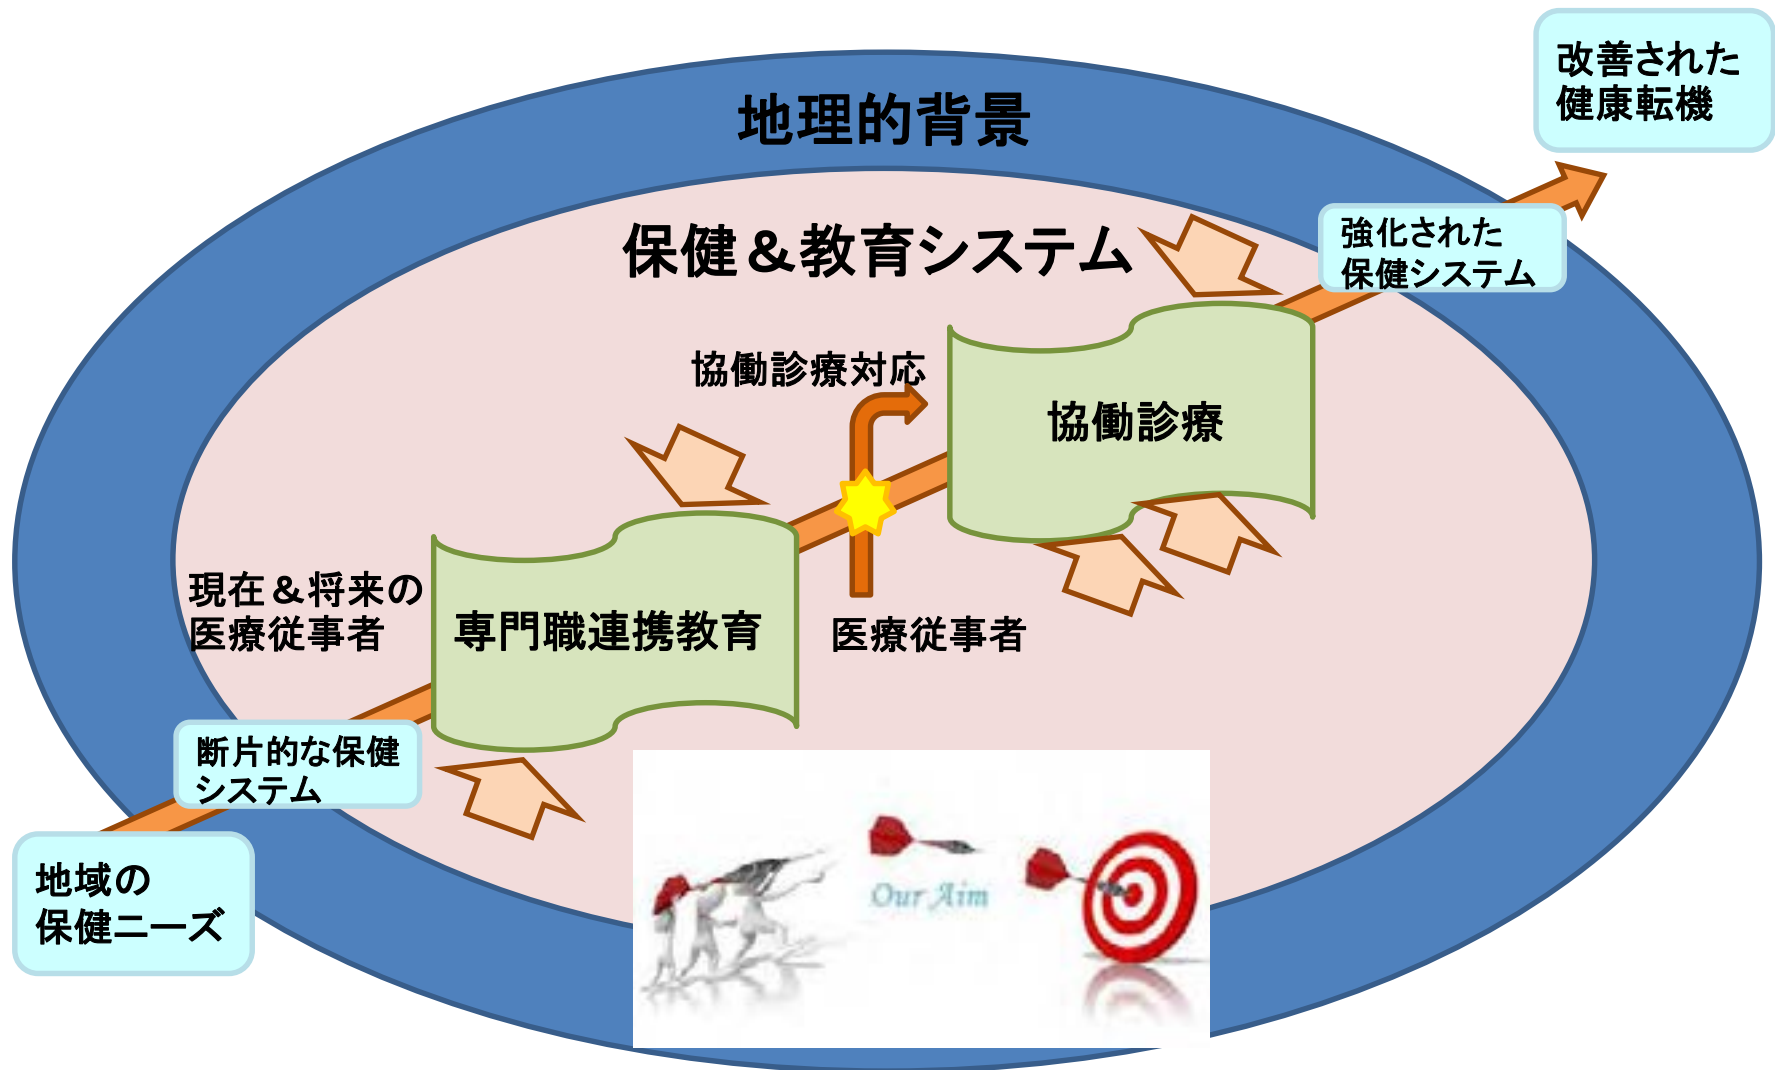 改善された
健康転機
地理的背景
強化された
保健システム
保健＆教育システム
協働診療対応
協働診療
現在＆将来の
医療従事者
専門職連携教育
医療従事者
断片的な保健
システム
地域の
保健ニーズ
Our Aim